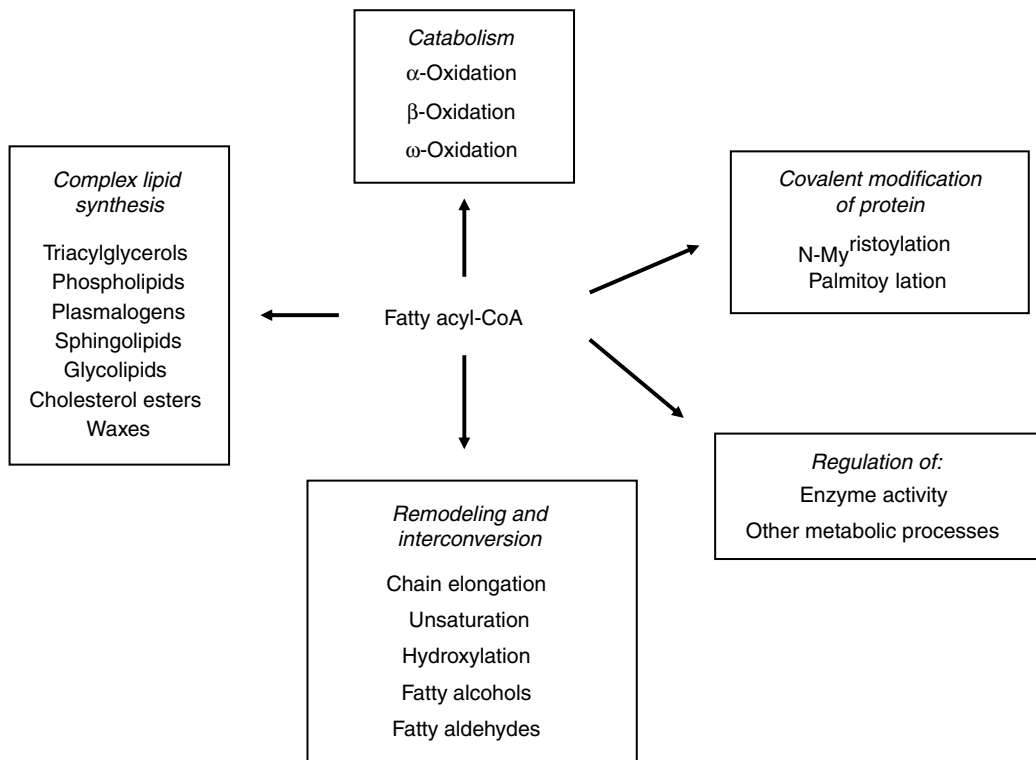 Catabolism
α-Oxidation
β-Oxidation
ω-Oxidation
Complex lipid
synthesis
Triacylglycerols
Phospholipids
Plasmalogens
Sphingolipids
Glycolipids
Cholesterol esters
Waxes
Fatty acyl-CoA
Covalent modification
of protein
N-Myristoylation
Palmitoy lation
Regulation of:
Enzyme activity
Other metabolic processes
Remodeling and
interconversion
Chain elongation
Unsaturation
Hydroxylation
Fatty alcohols
Fatty aldehydes